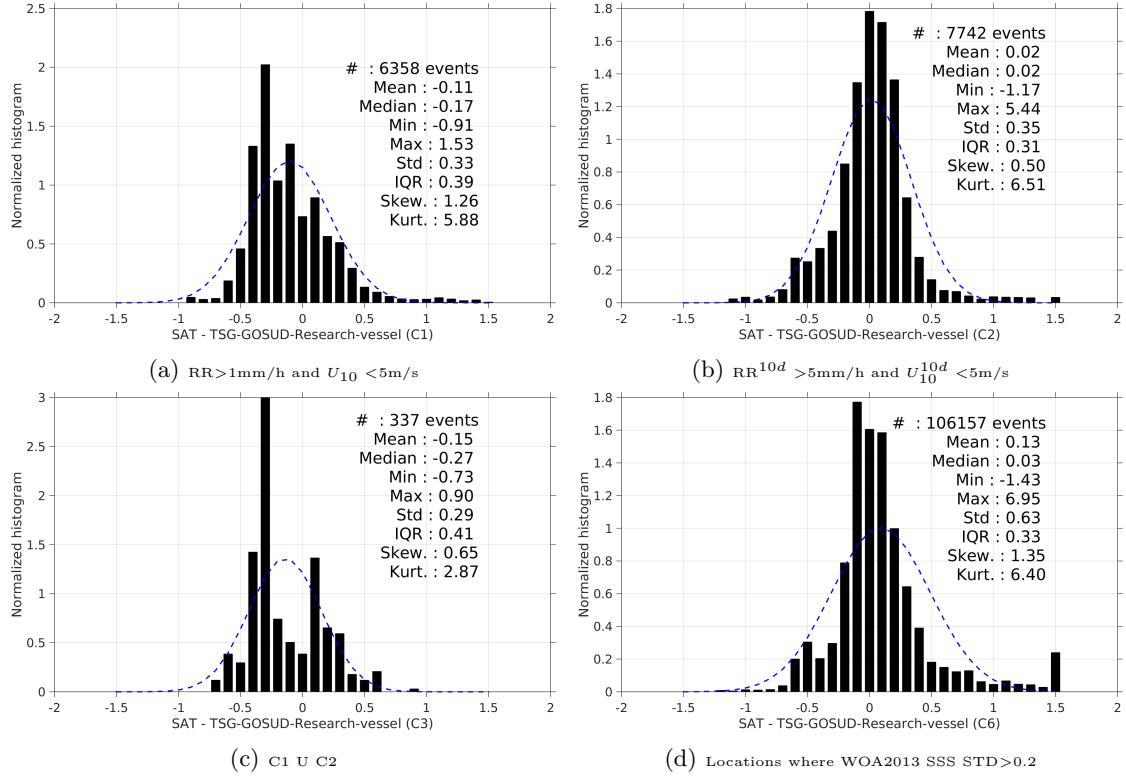 2.5
2
1.5
1
0.5
0
Normalized histogram
-2 -1.5 -1 -0.5 0 0.5 1 1.5 2
SAT - TSG-GOSUD-Research-vessel (C1)
# : 6358 events
Mean : -0.11
Median : -0.17
Min : -0.91
Max : 1.53
Std : 0.33
IQR : 0.39
Skew. : 1.26
Kurt. : 5.88
(a) RR>1mm/h and U10 <5m/s
1.8
1.6
1.4
1.2
1
0.8
0.6
0.4
0.2
0
Normalized histogram
-2 -1.5 -1 -0.5 0 0.5 1 1.5 2
SAT - TSG-GOSUD-Research-vessel (C2)
# : 7742 events
Mean : 0.02
Median : 0.02
Min : -1.17
Max : 5.44
Std : 0.35
IQR : 0.31
Skew. : 0.50
Kurt. : 6.51
(b) RR^10d >5mm/h and U10^10d <5m/s
3
2.5
2
1.5
1
0.5
0
Normalized histogram
-2 -1.5 -1 -0.5 0 0.5 1 1.5 2
SAT - TSG-GOSUD-Research-vessel (C3)
# : 337 events
Mean : -0.15
Median : -0.27
Min : -0.73
Max : 0.90
Std : 0.29
IQR : 0.41
Skew. : 0.65
Kurt. : 2.87
(c) C1 U C2
1.8
1.6
1.4
1.2
1
0.8
0.6
0.4
0.2
0
Normalized histogram
-2 -1.5 -1 -0.5 0 0.5 1 1.5 2
SAT - TSG-GOSUD-Research-vessel (C6)
# : 106157 events
Mean : 0.13
Median : 0.03
Min : -1.43
Max : 6.95
Std : 0.63
IQR : 0.33
Skew. : 1.35
Kurt. : 6.40
(d) Locations where WOA2013 SSS STD>0.2